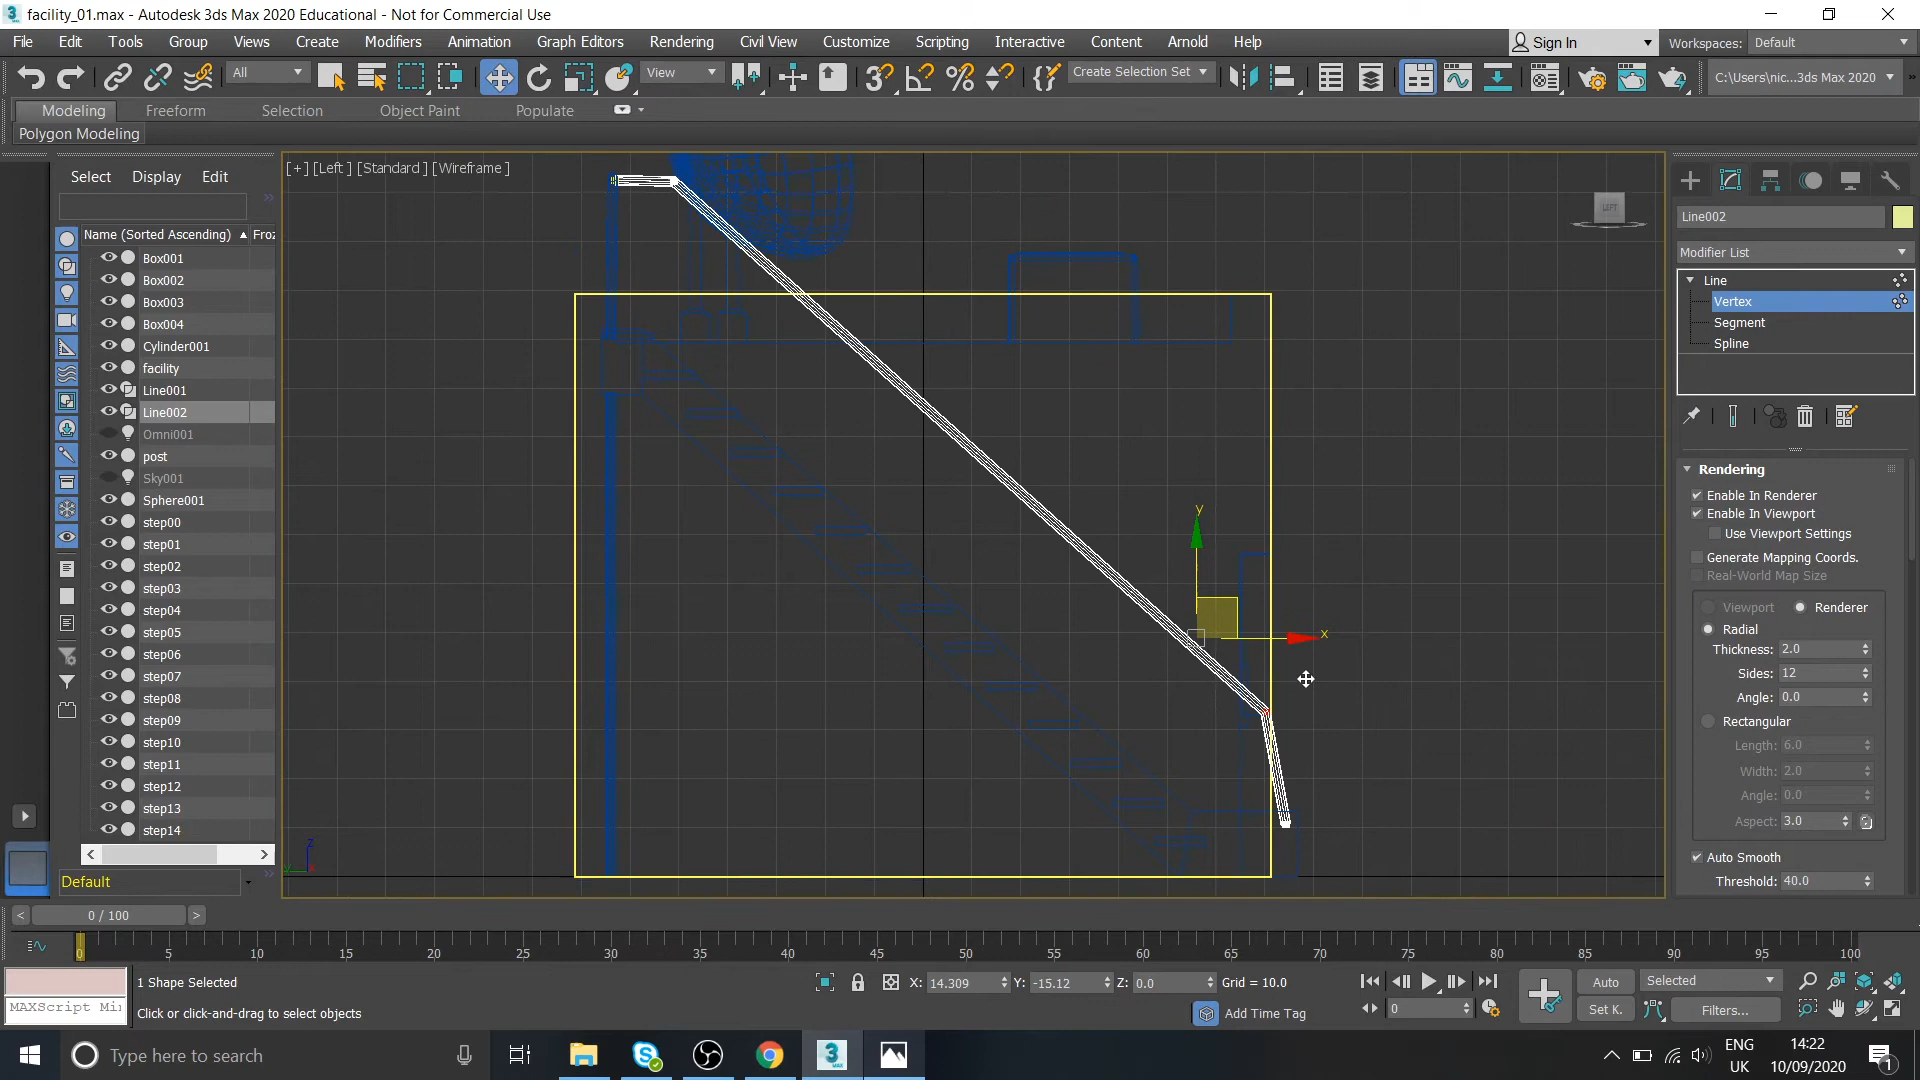 facility_01.max - Autodesk 3ds Max 2020 Educational - Not for Commercial Use
File Edit Tools Group Views Create Modifiers Animation Graph Editors Rendering Civil View Customize Scripting Interactive Content Arnold Help
Sign In
Workspaces: Default
All
View
Create Selection Set
C:\Users\nic...3ds Max 2020
Modeling Freeform Selection Object Paint Populate
Polygon Modeling
Select Display Edit
Name (Sorted Ascending) Froz
Box001
Box002
Box003
Box004
Cylinder001
facility
Line001
Line002
Omni001
post
Sky001
Sphere001
step00
step01
step02
step03
step04
step05
step06
step07
step08
step09
step10
step11
step12
step13
step14
Default
[+] [Left ] [Standard ] [Wireframe ]
LEFT
y
x
z
Line002
Modifier List
Line
Vertex
Segment
Spline
Rendering
Enable In Renderer
Enable In Viewport
Use Viewport Settings
Generate Mapping Coords.
Real-World Map Size
Viewport Renderer
Radial
Thickness: 2.0
Sides: 12
Angle: 0.0
Rectangular
Length: 6.0
Width: 2.0
Angle: 0.0
Aspect: 3.0
Auto Smooth
Threshold: 40.0
< 0 / 100 >
0 5 10 15 20 25 30 35 40 45 50 55 60 65 70 75 80 85 90 95 100
1 Shape Selected
X: 14.309 Y: -15.12 Z: 0.0 Grid = 10.0
Auto Selected
MAXScript Mi
Click or click-and-drag to select objects
Add Time Tag
0
Set K. Filters...
Type here to search
ENG
UK
14:22
10/09/2020
1